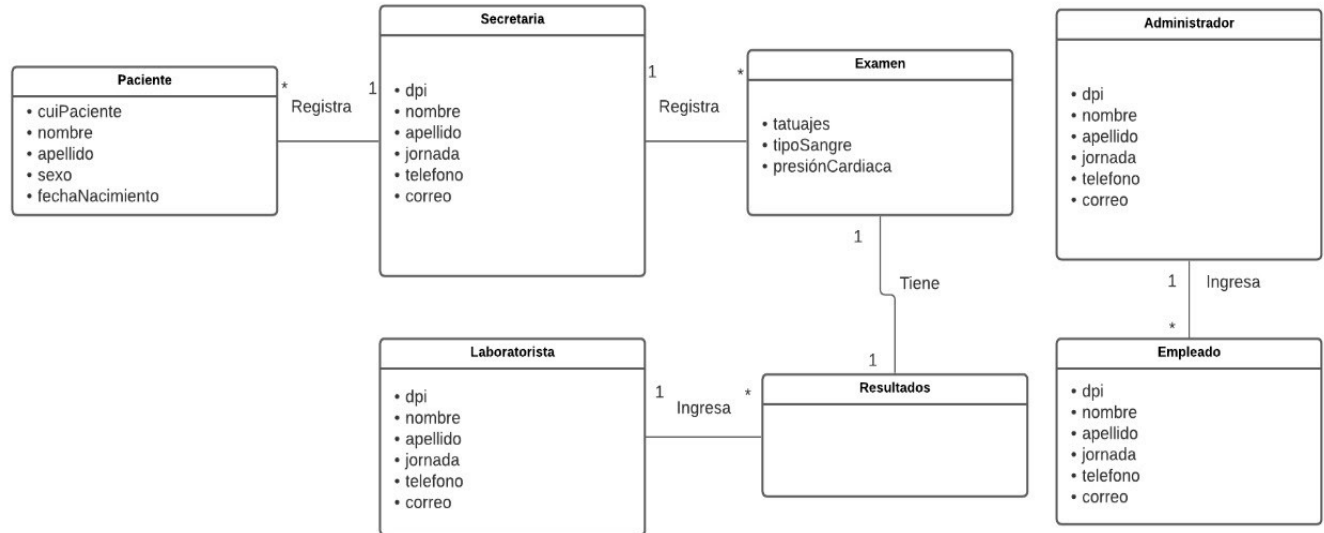 Paciente
• cuiPaciente
• nombre
• apellido
• sexo
• fechaNacimiento
*
Registra
1
Secretaria
• dpi
• nombre
• apellido
• jornada
• telefono
• correo
1
Registra
*
Examen
• tatuajes
• tipoSangre
• presiónCardiaca
1
Tiene
1
Administrador
• dpi
• nombre
• apellido
• jornada
• telefono
• correo
1
Ingresa
*
Laboratorista
• dpi
• nombre
• apellido
• jornada
• telefono
• correo
1
Ingresa
*
Resultados
Empleado
• dpi
• nombre
• apellido
• jornada
• telefono
• correo